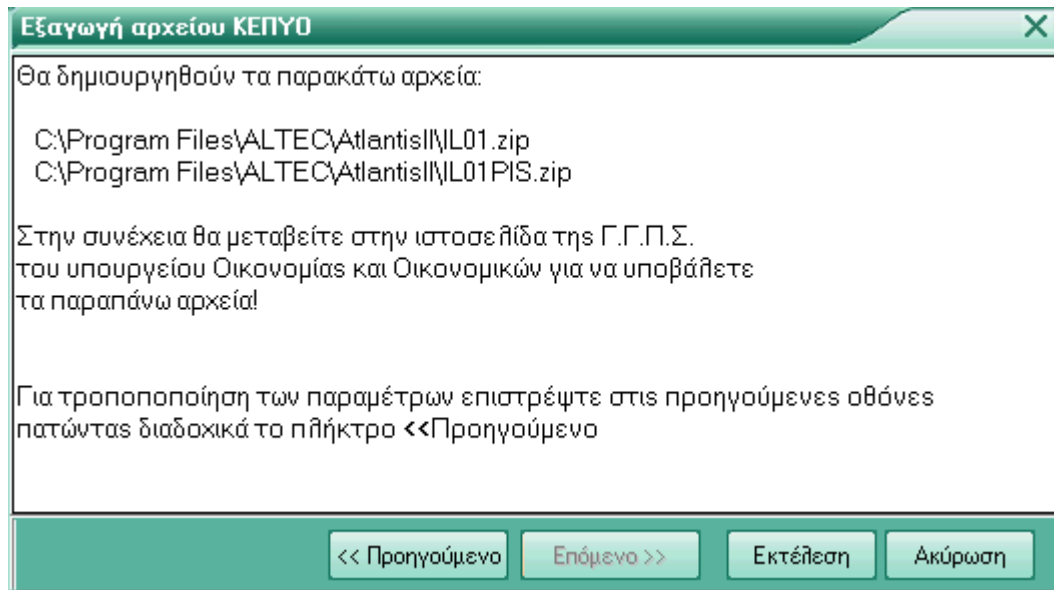 Εξαγωγή αρχείου ΚΕΠΥΟ
Θα δημιουργηθούν τα παρακάτω αρχεία:
C:\Program Files\ALTEC\AtlantisII\IL01.zip
C:\Program Files\ALTEC\AtlantisII\IL01PIS.zip
Στην συνέχεια θα μεταβείτε στην ιστοσελίδα της Γ.Γ.Π.Σ.
του υπουργείου Οικονομίας και Οικονομικών για να υποβάλετε
τα παραπάνω αρχεία!
Για τροποποποίηση των παραμέτρων επιστρέψτε στις προηγούμενες οθόνες
πατώντας διαδοχικά το πλήκτρο <<Προηγούμενο
<< Προηγούμενο Επόμενο >> Εκτέλεση Ακύρωση